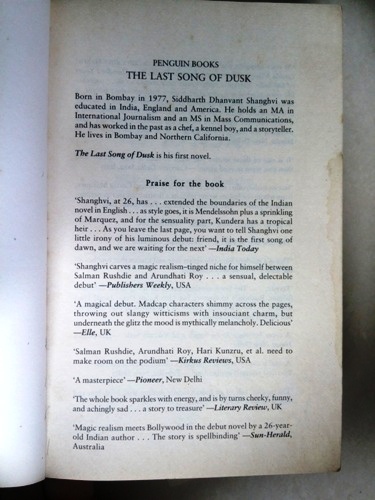 PENGUIN BOOKS
THE LAST SONG OF DUSK
Born in Bombay in 1977, Siddharth Dhanvant Shanghvi was
educated in India, England and America. He holds an MA in
International Journalism and an MS in Mass Communications,
and has worked in the past as a chef, a kennel boy, and a storyteller.
He lives in Bombay and Northern California.
The Last Song of Dusk is his first novel.
Praise for the book
'Shanghvi, at 26, has . . . extended the boundaries of the Indian
novel in English . . . as style goes, it is Mendelssohn plus a sprinkling
of Marquez, and for the sensuality part, Kundera has a tropical
heir . . . As you leave the last page, you want to tell Shanghvi one
little irony of his luminous debut: friend, it is the first song of
dawn, and we are waiting for the next' —India Today
'Shanghvi carves a magic realism–tinged niche for himself between
Salman Rushdie and Arundhati Roy . . . a sensual, delectable
debut' —Publishers Weekly, USA
'A magical debut. Madcap characters shimmy across the pages,
throwing out slangy witticisms with insouciant charm, but
underneath the glitz the mood is mythically melancholy. Delicious'
—Elle, UK
'Salman Rushdie, Arundhati Roy, Hari Kunzru, et al. need to
make room on the podium' —Kirkus Reviews, USA
'A masterpiece' —Pioneer, New Delhi
'The whole book sparkles with energy, and is by turns cheeky, funny,
and achingly sad . . . a story to treasure' —Literary Review, UK
'Magic realism meets Bollywood in the debut novel by a 26-year-
old Indian author . . . The story is spellbinding' —Sun-Herald,
Australia